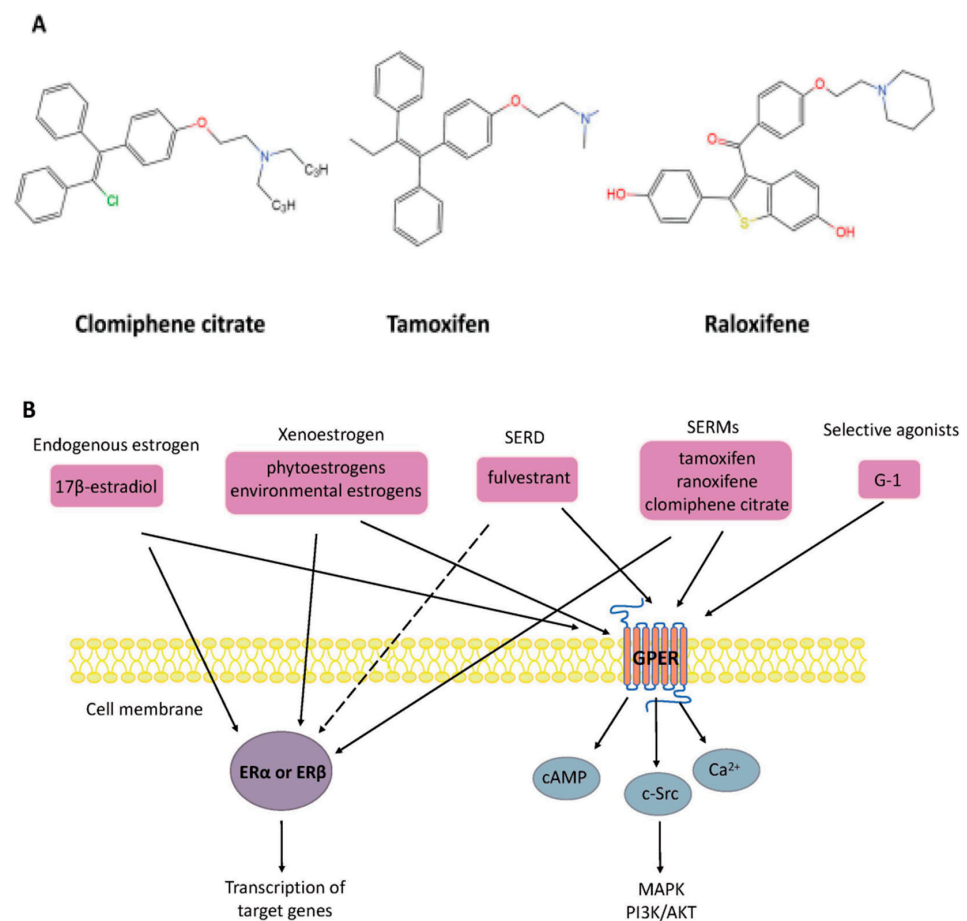 A
O
N
Cl
C₃H
C₃H
O
N
O
N
O
HO
S
OH
Clomiphene citrate
Tamoxifen
Raloxifene
B
Endogenous estrogen
17β-estradiol
Xenoestrogen
phytoestrogens
environmental estrogens
SERD
fulvestrant
SERMs
tamoxifen
ranoxifene
clomiphene citrate
Selective agonists
G-1
GPER
Cell membrane
ERα or ERβ
cAMP
c-Src
Ca²⁺
Transcription of
target genes
MAPK
PI3K/AKT